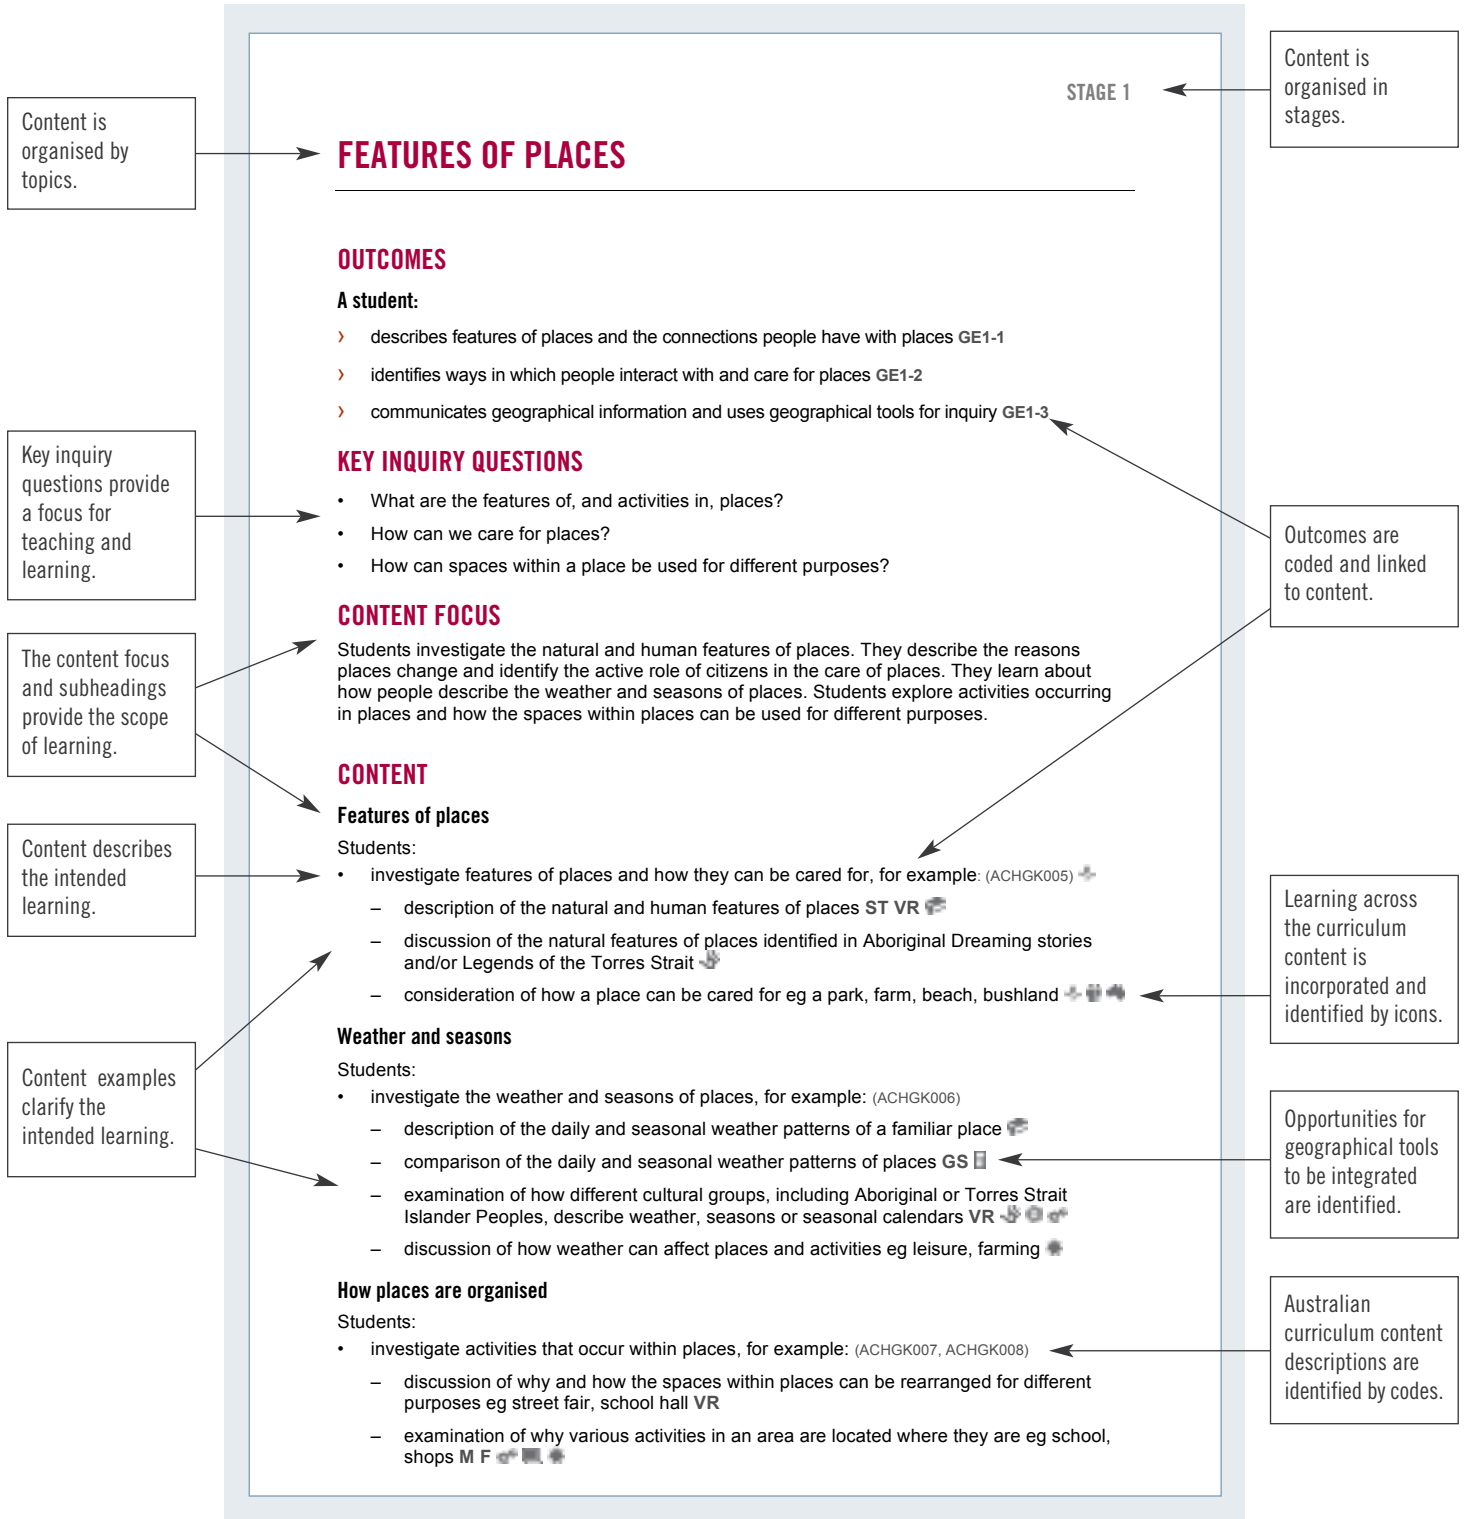 STAGE 1
Content is
organised in
stages.
Content is
organised by
topics.
FEATURES OF PLACES
OUTCOMES
A student:
› describes features of places and the connections people have with places GE1-1
› identifies ways in which people interact with and care for places GE1-2
› communicates geographical information and uses geographical tools for inquiry GE1-3
Key inquiry
questions provide
a focus for
teaching and
learning.
KEY INQUIRY QUESTIONS
• What are the features of, and activities in, places?
• How can we care for places?
• How can spaces within a place be used for different purposes?
Outcomes are
coded and linked
to content.
The content focus
and subheadings
provide the scope
of learning.
CONTENT FOCUS
Students investigate the natural and human features of places. They describe the reasons
places change and identify the active role of citizens in the care of places. They learn about
how people describe the weather and seasons of places. Students explore activities occurring
in places and how the spaces within places can be used for different purposes.
CONTENT
Features of places
Students:
Content describes
the intended
learning.
• investigate features of places and how they can be cared for, for example: (ACHGK005)
– description of the natural and human features of places ST VR
– discussion of the natural features of places identified in Aboriginal Dreaming stories
and/or Legends of the Torres Strait
– consideration of how a place can be cared for eg a park, farm, beach, bushland
Learning across
the curriculum
content is
incorporated and
identified by icons.
Weather and seasons
Students:
Content examples
clarify the
intended learning.
• investigate the weather and seasons of places, for example: (ACHGK006)
– description of the daily and seasonal weather patterns of a familiar place
– comparison of the daily and seasonal weather patterns of places GS
– examination of how different cultural groups, including Aboriginal or Torres Strait
Islander Peoples, describe weather, seasons or seasonal calendars VR
– discussion of how weather can affect places and activities eg leisure, farming
Opportunities for
geographical tools
to be integrated
are identified.
How places are organised
Students:
• investigate activities that occur within places, for example: (ACHGK007, ACHGK008)
– discussion of why and how the spaces within places can be rearranged for different
purposes eg street fair, school hall VR
– examination of why various activities in an area are located where they are eg school,
shops M F
Australian
curriculum content
descriptions are
identified by codes.